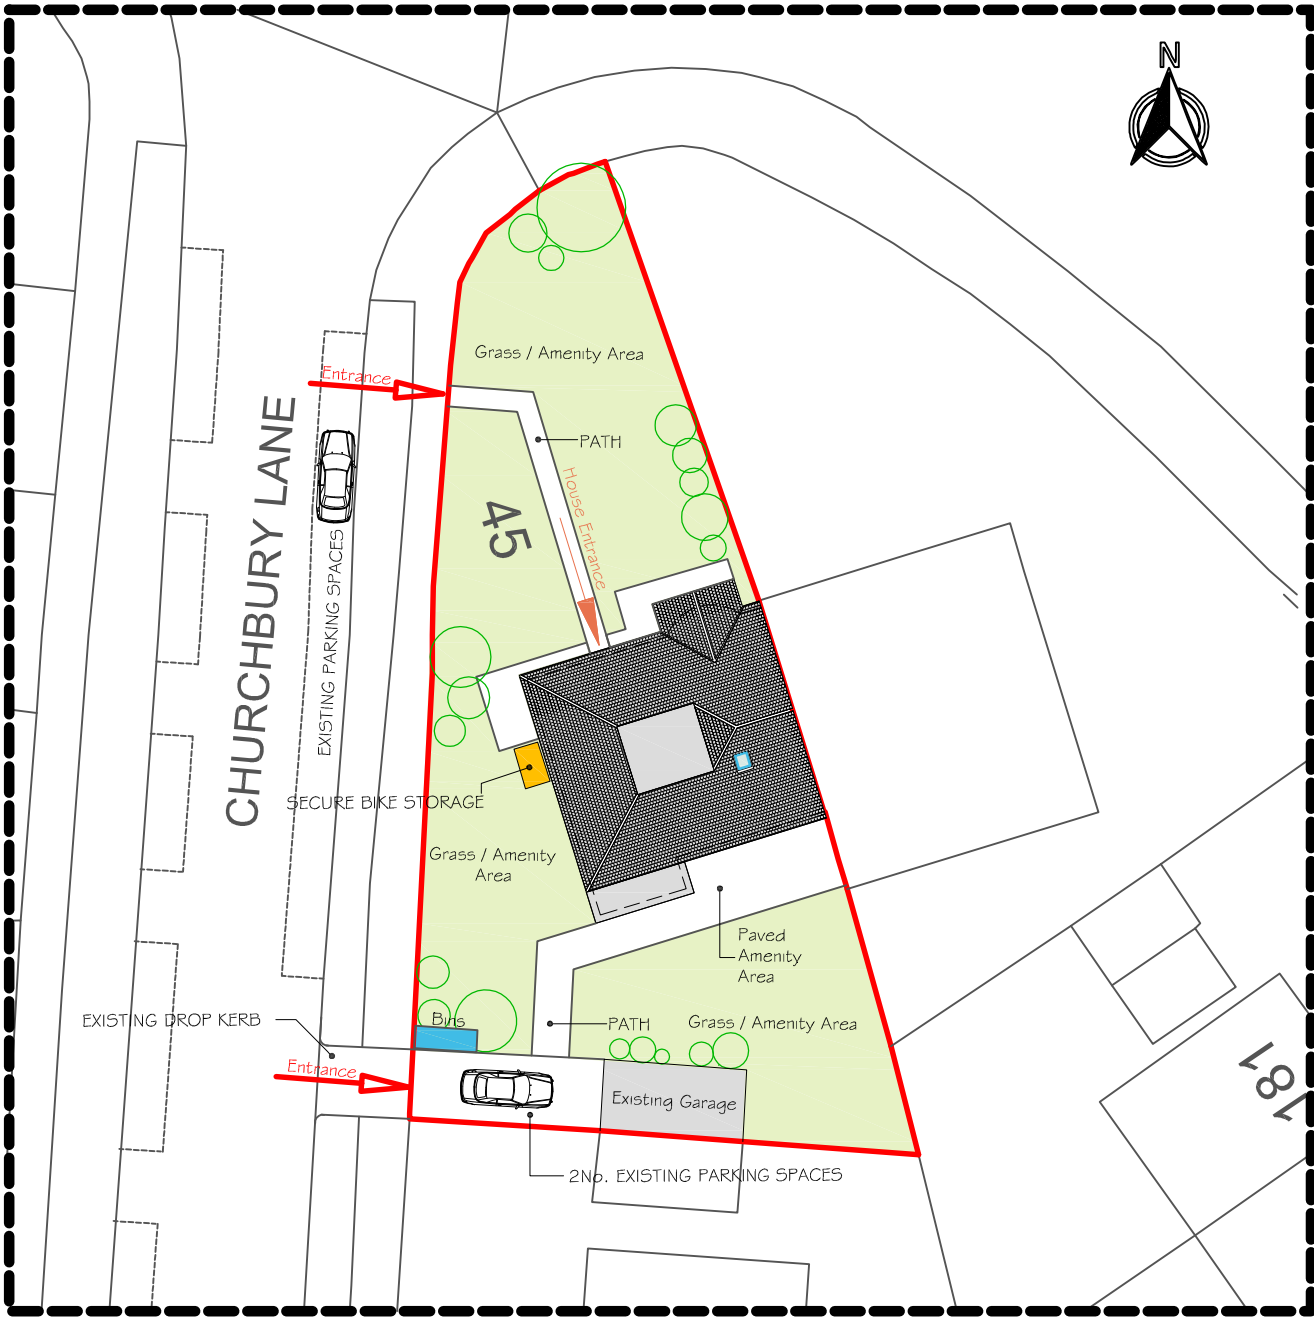 N
Grass / Amenity Area
Entrance
PATH
House Entrance
45
CHURCHBURY LANE
EXISTING PARKING SPACES
SECURE BIKE STORAGE
Grass / Amenity
Area
Paved
Amenity
Area
Bins
EXISTING DROP KERB
PATH
Grass / Amenity Area
Entrance
Existing Garage
181
2No. EXISTING PARKING SPACES